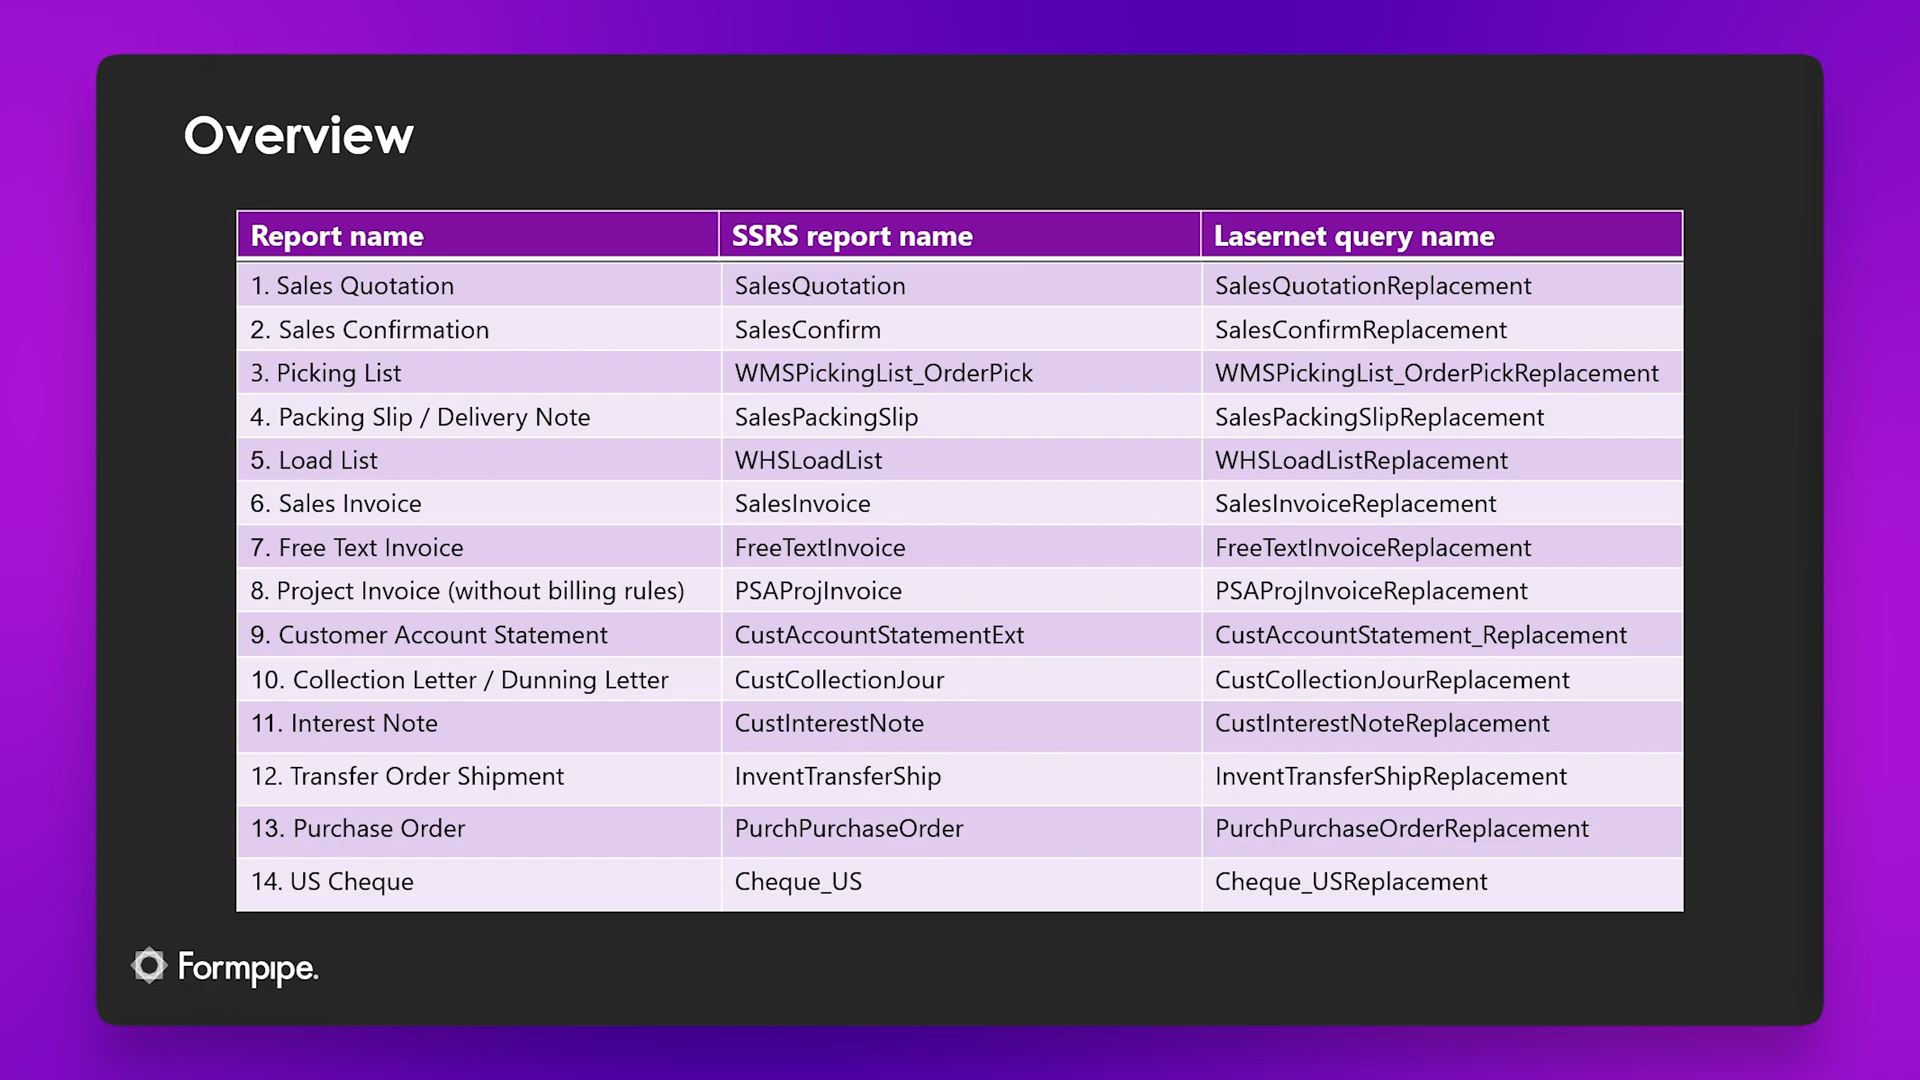 Overview
Report name SSRS report name Lasernet query name
1. Sales Quotation SalesQuotation SalesQuotationReplacement
2. Sales Confirmation SalesConfirm SalesConfirmReplacement
3. Picking List WMSPickingList_OrderPick WMSPickingList_OrderPickReplacement
4. Packing Slip / Delivery Note SalesPackingSlip SalesPackingSlipReplacement
5. Load List WHSLoadList WHSLoadListReplacement
6. Sales Invoice SalesInvoice SalesInvoiceReplacement
7. Free Text Invoice FreeTextInvoice FreeTextInvoiceReplacement
8. Project Invoice (without billing rules) PSAProjInvoice PSAProjInvoiceReplacement
9. Customer Account Statement CustAccountStatementExt CustAccountStatement_Replacement
10. Collection Letter / Dunning Letter CustCollectionJour CustCollectionJourReplacement
11. Interest Note CustInterestNote CustInterestNoteReplacement
12. Transfer Order Shipment InventTransferShip InventTransferShipReplacement
13. Purchase Order PurchPurchaseOrder PurchPurchaseOrderReplacement
14. US Cheque Cheque_US Cheque_USReplacement
Formpipe.